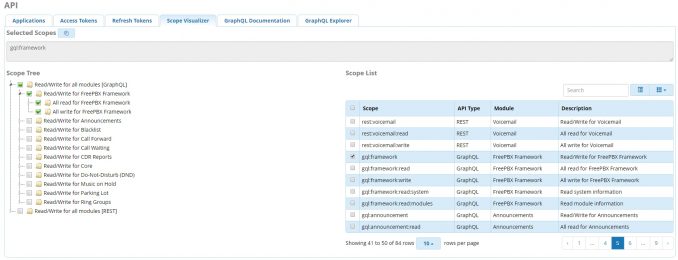 API
Applications Access Tokens Refresh Tokens Scope Visualizer GraphQL Documentation GraphQL Explorer
Selected Scopes
gql:framework
Scope Tree
Read/Write for all modules [GraphQL]
Read/Write for FreePBX Framework
All read for FreePBX Framework
All write for FreePBX Framework
Read/Write for Announcements
Read/Write for Blacklist
Read/Write for Call Forward
Read/Write for Call Waiting
Read/Write for CDR Reports
Read/Write for Core
Read/Write for Do-Not-Disturb (DND)
Read/Write for Music on Hold
Read/Write for Parking Lot
Read/Write for Ring Groups
Read/Write for all modules [REST]
Scope List
Search
Scope API Type Module Description
rest:voicemail REST Voicemail Read/Write for Voicemail
rest:voicemail:read REST Voicemail All read for Voicemail
rest:voicemail:write REST Voicemail All write for Voicemail
gql:framework GraphQL FreePBX Framework Read/Write for FreePBX Framework
gql:framework:read GraphQL FreePBX Framework All read for FreePBX Framework
gql:framework:write GraphQL FreePBX Framework All write for FreePBX Framework
gql:framework:read:system GraphQL FreePBX Framework Read system information
gql:framework:read:modules GraphQL FreePBX Framework Read module information
gql:announcement GraphQL Announcements Read/Write for Announcements
gql:announcement:read GraphQL Announcements All read for Announcements
Showing 41 to 50 of 84 rows 10 rows per page ‹ 1 ... 4 5 6 ... 9 ›